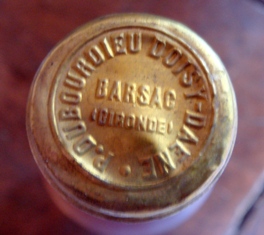 P. DUBOURDIEU DOISY-DAENE •
BARSAC
(GIRONDE)